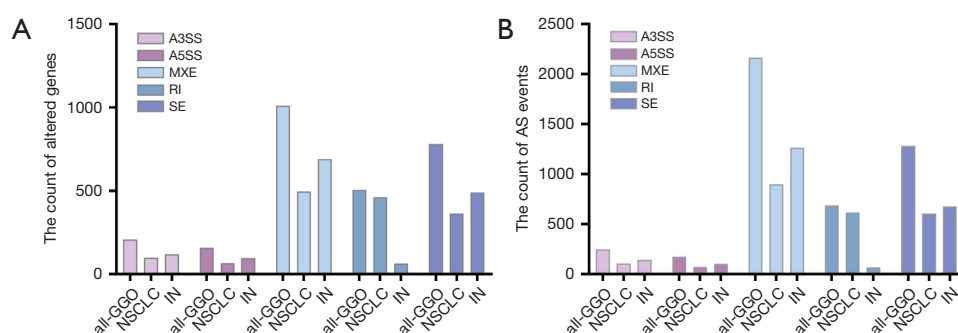 A
The count of altered genes
1500
1000
500
0
A3SS
A5SS
MXE
RI
SE
all-GGO
NSCLC
IN
all-GGO
NSCLC
IN
all-GGO
NSCLC
IN
all-GGO
NSCLC
IN
all-GGO
NSCLC
IN
B
The count of AS events
2500
2000
1500
1000
500
0
A3SS
A5SS
MXE
RI
SE
all-GGO
NSCLC
IN
all-GGO
NSCLC
IN
all-GGO
NSCLC
IN
all-GGO
NSCLC
IN
all-GGO
NSCLC
IN